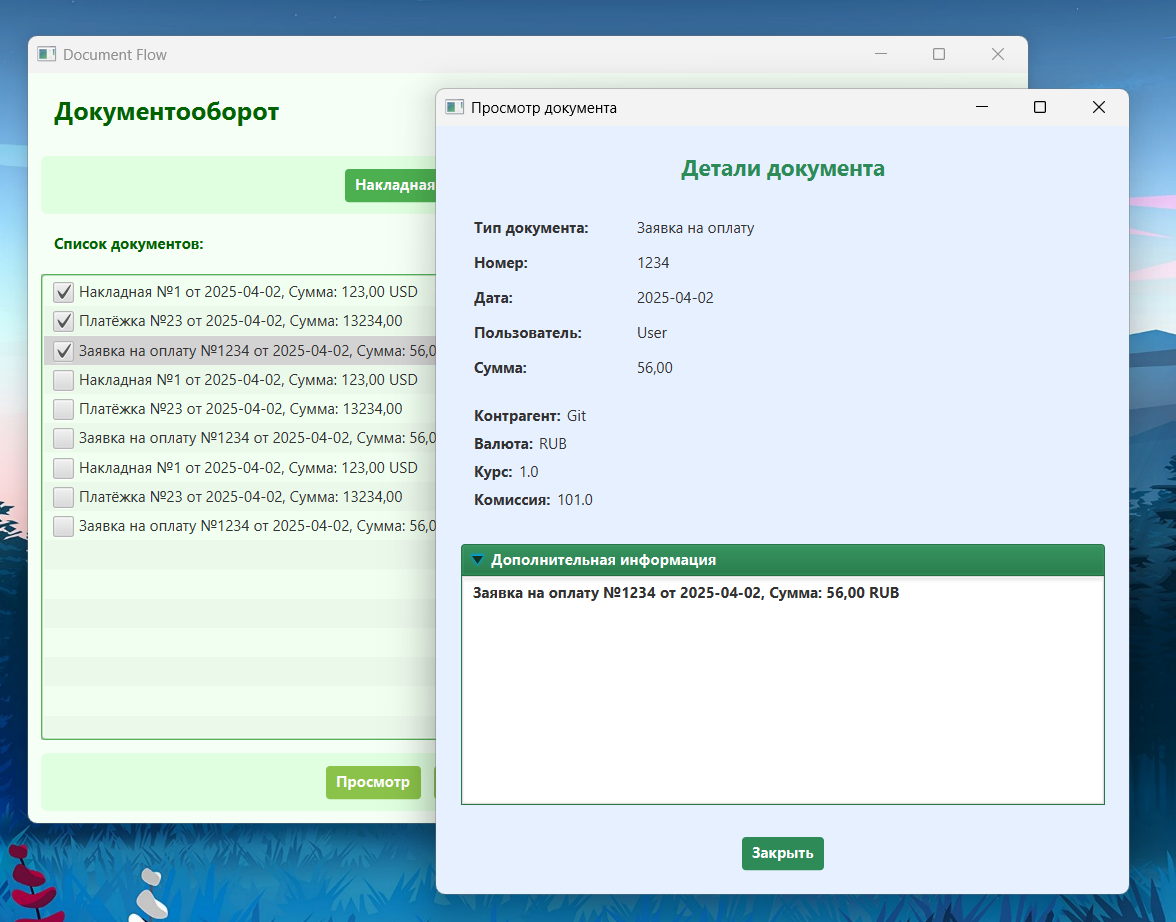 Document Flow
Документооборот
Накладная
Список документов:
Накладная №1 от 2025-04-02, Сумма: 123,00 USD
Платёжка №23 от 2025-04-02, Сумма: 13234,00
Заявка на оплату №1234 от 2025-04-02, Сумма: 56,0
Накладная №1 от 2025-04-02, Сумма: 123,00 USD
Платёжка №23 от 2025-04-02, Сумма: 13234,00
Заявка на оплату №1234 от 2025-04-02, Сумма: 56,0
Накладная №1 от 2025-04-02, Сумма: 123,00 USD
Платёжка №23 от 2025-04-02, Сумма: 13234,00
Заявка на оплату №1234 от 2025-04-02, Сумма: 56,0
Просмотр
Просмотр документа
Детали документа
Тип документа: Заявка на оплату
Номер: 1234
Дата: 2025-04-02
Пользователь: User
Сумма: 56,00
Контрагент: Git
Валюта: RUB
Курс: 1.0
Комиссия: 101.0
Дополнительная информация
Заявка на оплату №1234 от 2025-04-02, Сумма: 56,00 RUB
Закрыть